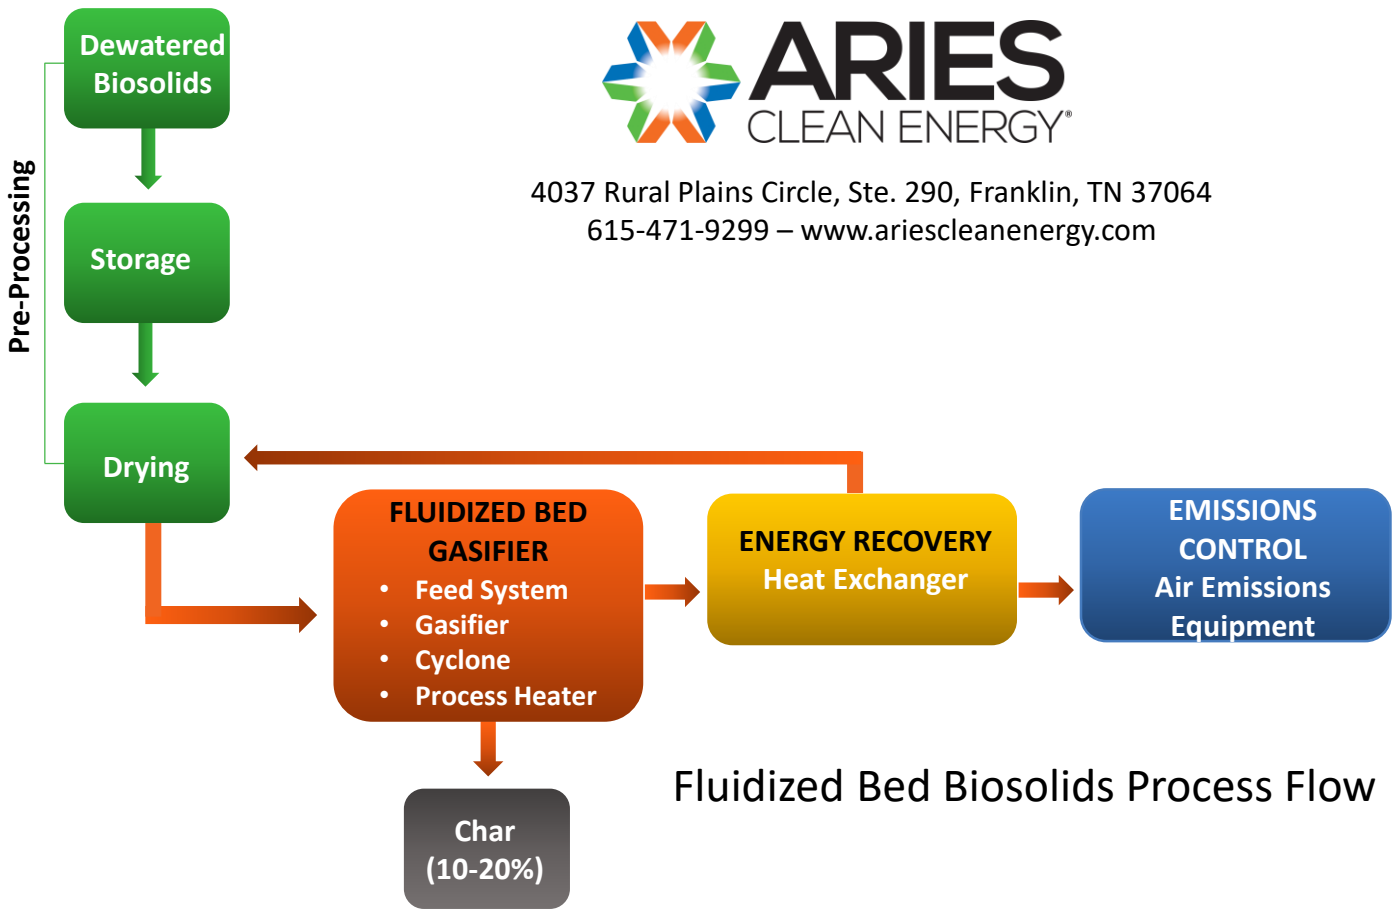 ARIES
CLEAN ENERGY®
4037 Rural Plains Circle, Ste. 290, Franklin, TN 37064
615-471-9299 – www.ariescleanenergy.com
Pre-Processing
Dewatered
Biosolids
Storage
Drying
FLUIDIZED BED
GASIFIER
• Feed System
• Gasifier
• Cyclone
• Process Heater
ENERGY RECOVERY
Heat Exchanger
EMISSIONS
CONTROL
Air Emissions
Equipment
Char
(10-20%)
Fluidized Bed Biosolids Process Flow